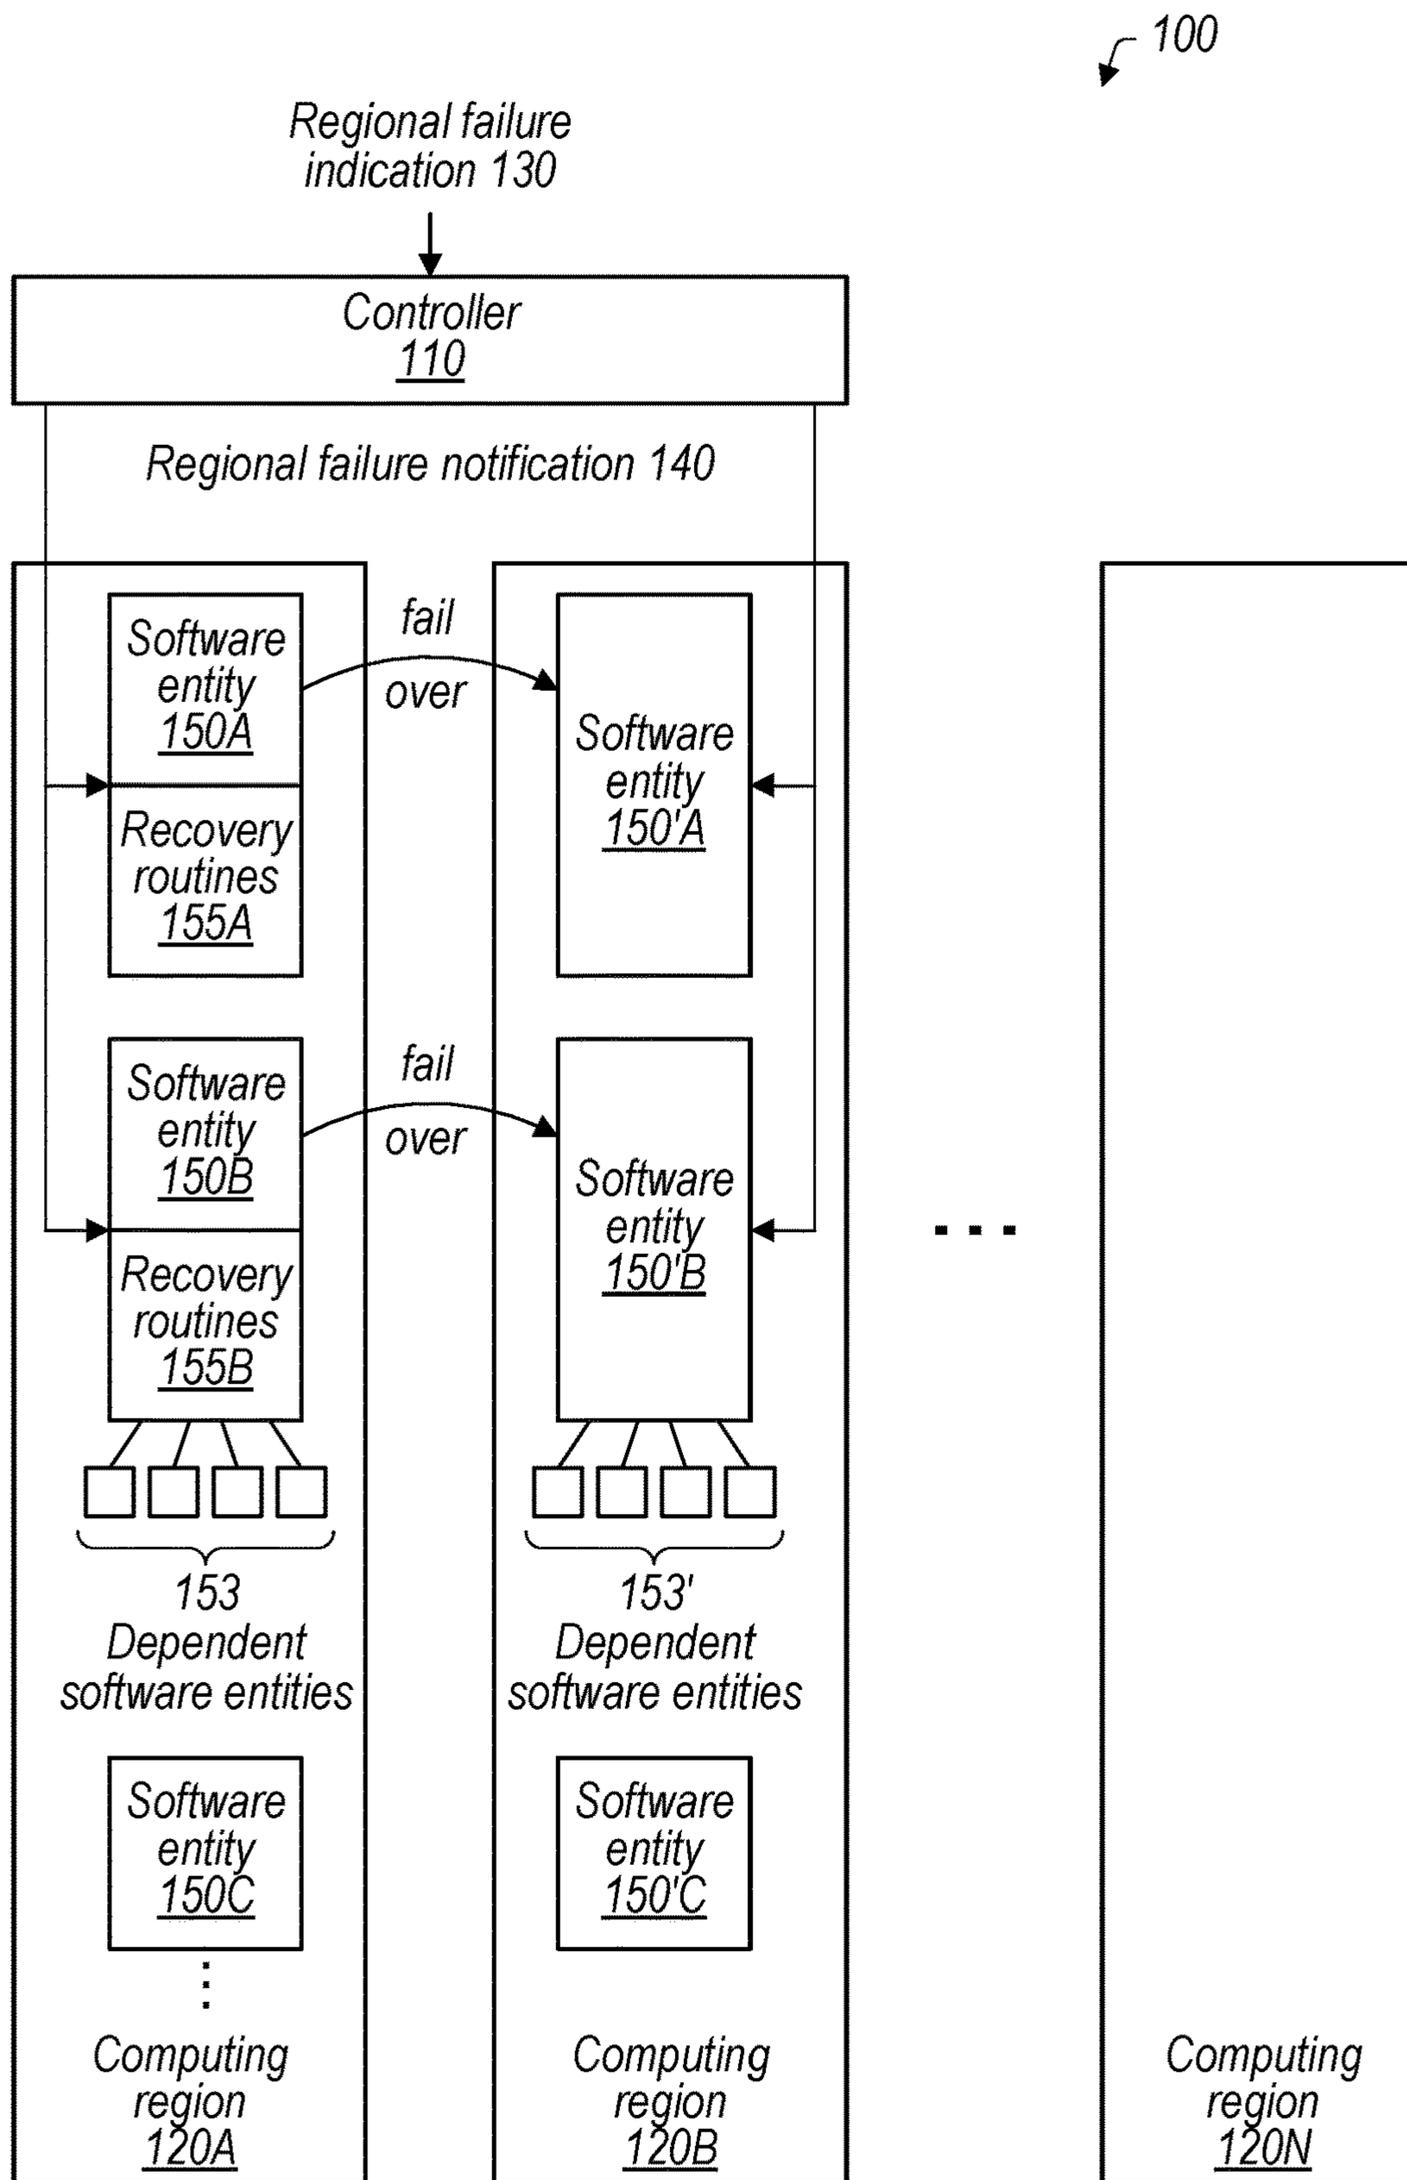 100
Regional failure
indication 130
Controller
110
Regional failure notification 140
Software
entity
150A
Recovery
routines
155A
fail
over
Software
entity
150'A
Software
entity
150B
Recovery
routines
155B
fail
over
Software
entity
150'B
. . .
153
Dependent
software entities
153'
Dependent
software entities
Software
entity
150C
Software
entity
150'C
Computing
region
120A
Computing
region
120B
Computing
region
120N